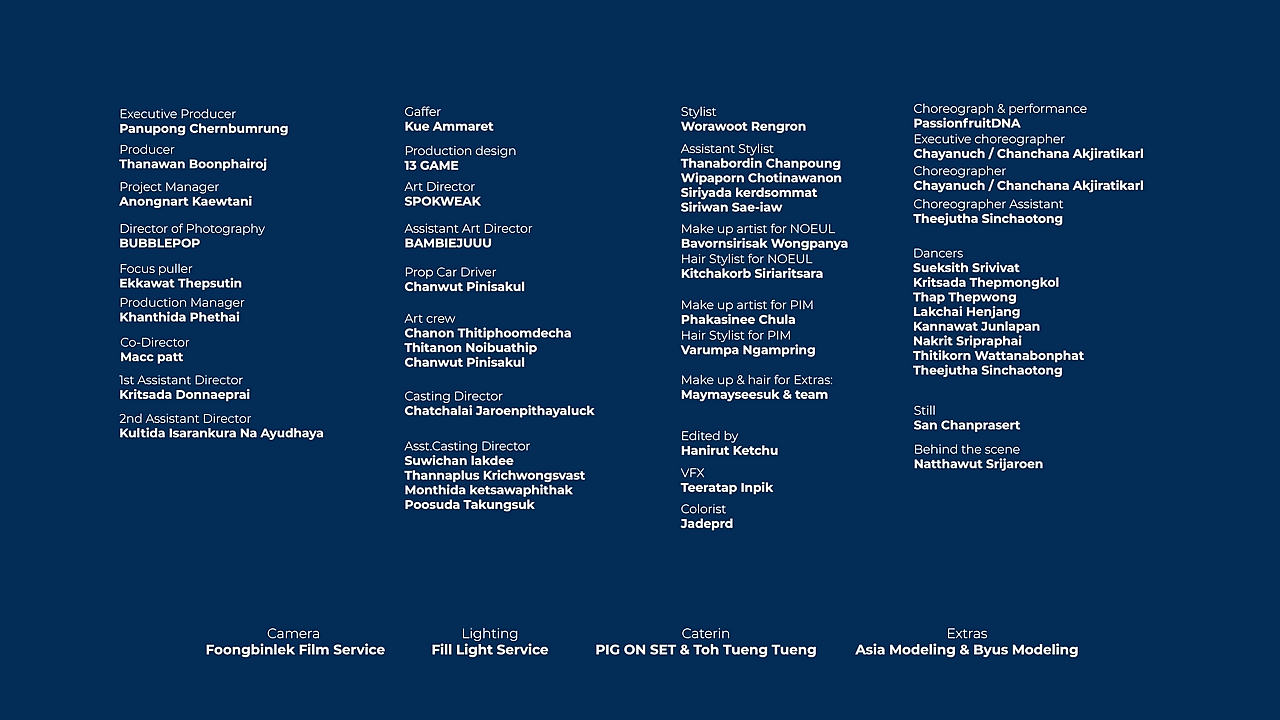 Executive Producer
Panupong Chernbumrung
Producer
Thanawan Boonphairoj
Project Manager
Anongnart Kaewtani
Director of Photography
BUBBLEPOP
Focus puller
Ekkawat Thepsutin
Production Manager
Khanthida Phethai
Co-Director
Macc patt
1st Assistant Director
Kritsada Donnaeprai
2nd Assistant Director
Kultida Isarankura Na Ayudhaya
Gaffer
Kue Ammaret
Production design
13 GAME
Art Director
SPOKWEAK
Assistant Art Director
BAMBIEJUUU
Prop Car Driver
Chanwut Pinisakul
Art crew
Chanon Thitiphoomdecha
Thitanon Noibuathip
Chanwut Pinisakul
Casting Director
Chatchalai Jaroenpithayaluck
Asst.Casting Director
Suwichan lakdee
Thannaplus Krichwongsvast
Monthida ketsawaphithak
Poosuda Takungsuk
Stylist
Worawoot Rengron
Assistant Stylist
Thanabordin Chanpoung
Wipaporn Chotinawanon
Siriyada kerdsommat
Siriwan Sae-iaw
Make up artist for NOEUL
Bavornsirisak Wongpanya
Hair Stylist for NOEUL
Kitchakorb Siriaritsara
Make up artist for PIM
Phakasinee Chula
Hair Stylist for PIM
Varumpa Ngampring
Make up & hair for Extras:
Maymayseesuk & team
Edited by
Hanirut Ketchu
VFX
Teeratap Inpik
Colorist
Jadeprd
Choreograph & performance
PassionfruitDNA
Executive choreographer
Chayanuch / Chanchana Akjiratikarl
Choreographer
Chayanuch / Chanchana Akjiratikarl
Choreographer Assistant
Theejutha Sinchaotong
Dancers
Sueksith Srivivat
Kritsada Thepmongkol
Thap Thepwong
Lakchai Henjang
Kannawat Junlapan
Nakrit Sripraphai
Thitikorn Wattanabonphat
Theejutha Sinchaotong
Still
San Chanprasert
Behind the scene
Natthawut Srijaroen
Camera
Foongbinlek Film Service
Lighting
Fill Light Service
Caterin
PIG ON SET & Toh Tueng Tueng
Extras
Asia Modeling & Byus Modeling